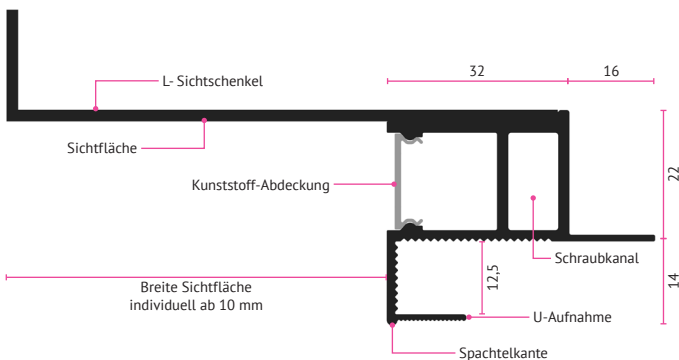 32
16
L- Sichtschenkel
Sichtfläche
Kunststoff-Abdeckung
22
Schraubkanal
Breite Sichtfläche
individuell ab 10 mm
12,5
14
U-Aufnahme
Spachtelkante